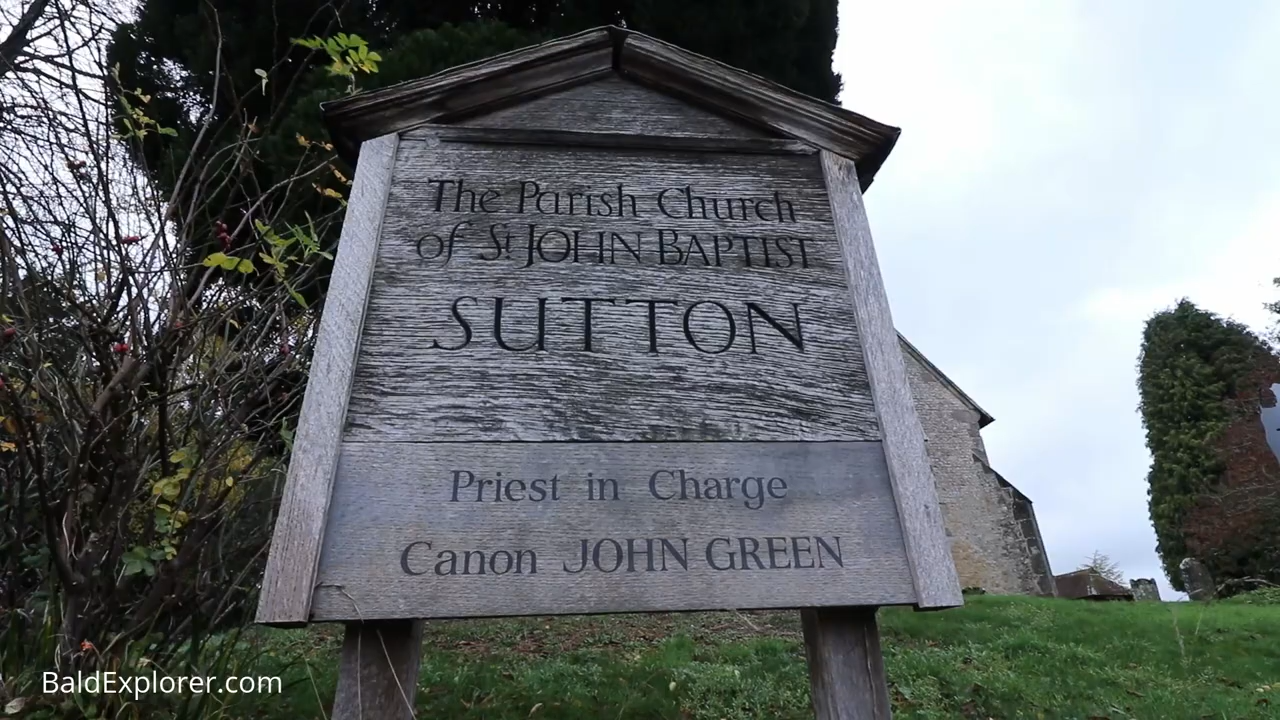 The Parish Church
of St JOHN BAPTIST
SUTTON
Priest in Charge
Canon JOHN GREEN
BaldExplorer.com